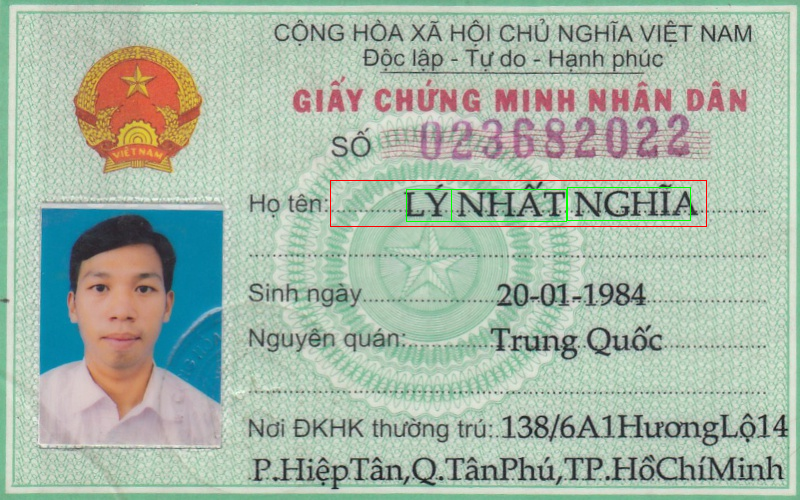 CỘNG HÒA XÃ HỘI CHỦ NGHĨA VIỆT NAM
Độc lập - Tự do - Hạnh phúc
GIẤY CHỨNG MINH NHÂN DÂN
SỐ 023682022
VIỆT NAM
Họ tên: LÝ NHẤT NGHĨA
Sinh ngày 20-01-1984
Nguyên quán: Trung Quốc
Nơi ĐKHK thường trú: 138/6A1HươngLộ14
P.HiệpTân,Q.TânPhú,TP.HồChíMinh